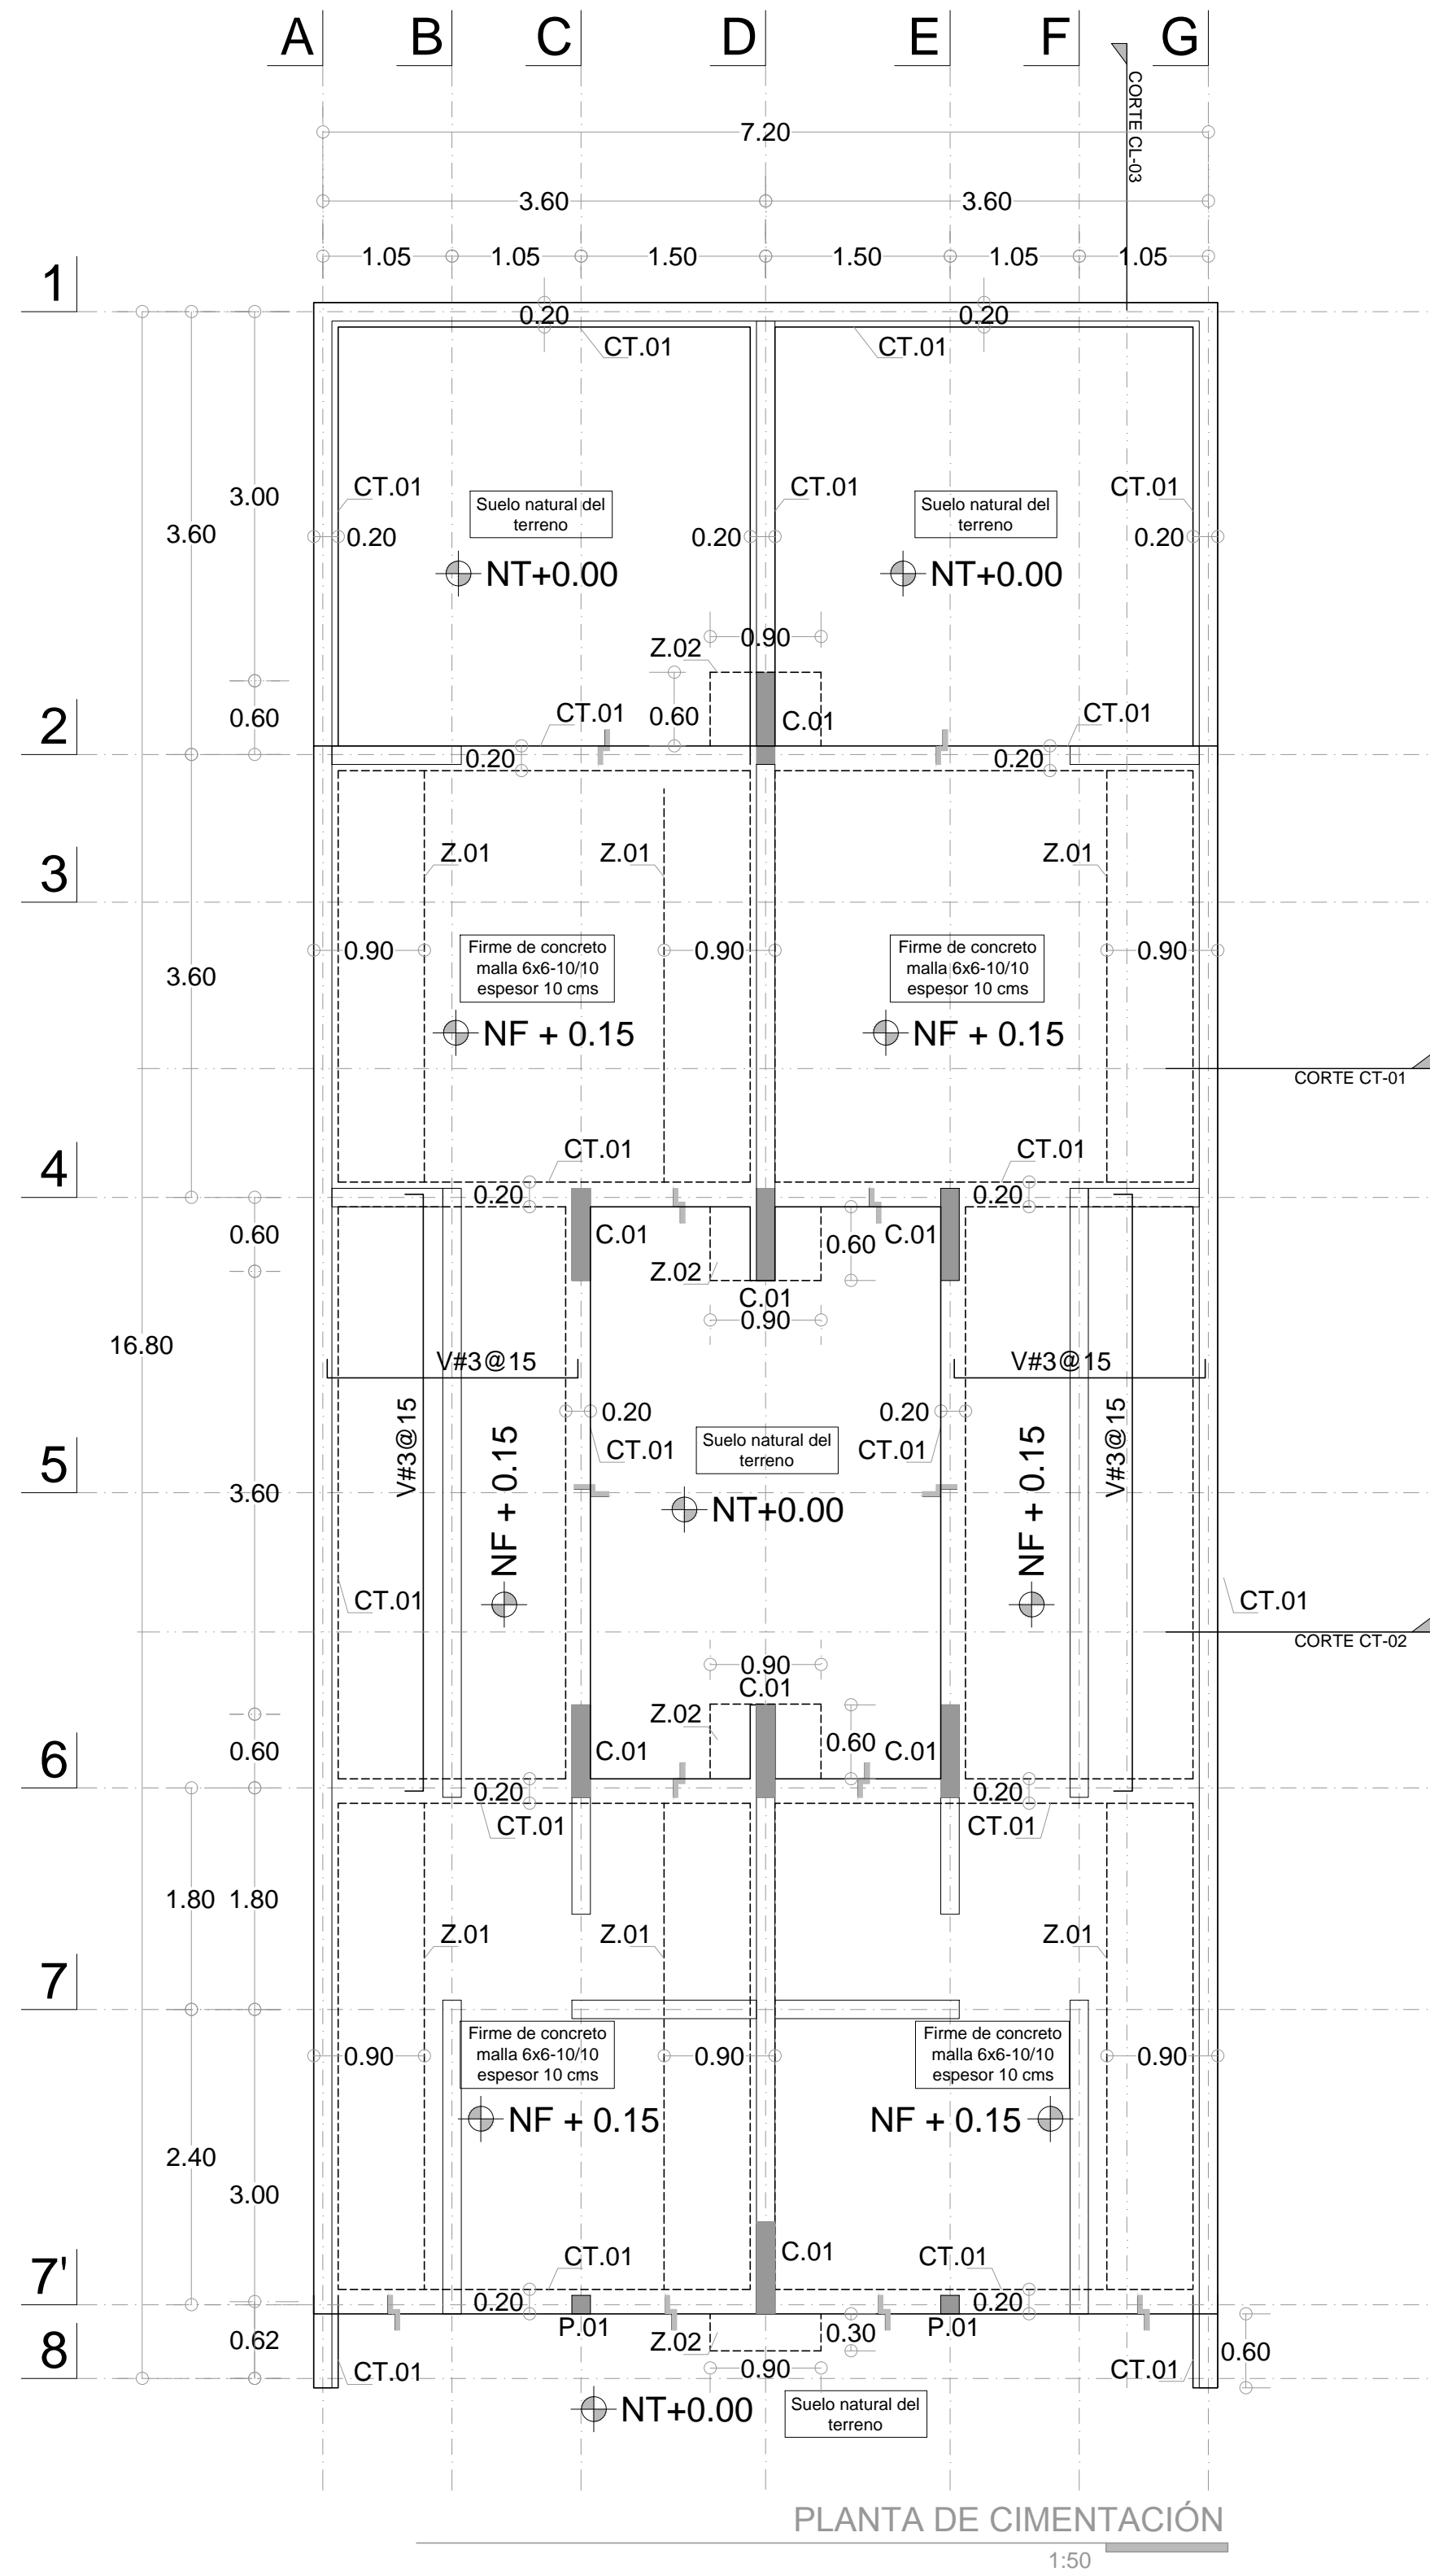 A B C D E F G
CORTE CL-03
7.20
3.60 3.60
1.05 1.05 1.50 1.50 1.05 1.05
1
0.20 0.20
CT.01 CT.01
CT.01 CT.01 CT.01
3.00
Suelo natural del
terreno
Suelo natural del
terreno
3.60
0.20 0.20 0.20
NT+0.00 NT+0.00
0.90
Z.02
0.60
2
CT.01 0.60 C.01 CT.01
0.20 0.20
3
Z.01 Z.01 Z.01
0.90 0.90 0.90
Firme de concreto
malla 6x6-10/10
espesor 10 cms
Firme de concreto
malla 6x6-10/10
espesor 10 cms
3.60
NF + 0.15 NF + 0.15
CORTE CT-01
4
CT.01 CT.01
0.20 0.20
0.60
C.01 0.60 C.01
Z.02
C.01
0.90
16.80
V#3@15 V#3@15
V#3@15 V#3@15
0.20 0.20
CT.01 CT.01
Suelo natural del
terreno
5
3.60
NF + 0.15 NF + 0.15
NT+0.00
CT.01 CT.01
CORTE CT-02
0.90
C.01
Z.02
6
0.60
C.01 0.60 C.01
0.20 0.20
CT.01 CT.01
1.80 1.80
Z.01 Z.01 Z.01
7
Firme de concreto
malla 6x6-10/10
espesor 10 cms
Firme de concreto
malla 6x6-10/10
espesor 10 cms
0.90 0.90 0.90
NF + 0.15 NF + 0.15
2.40
3.00
C.01
CT.01 CT.01
7'
0.20 0.20
P.01 P.01
0.62
Z.02 0.30
0.60
8
CT.01 0.90 CT.01
NT+0.00
Suelo natural del
terreno
PLANTA DE CIMENTACIÓN
1:50